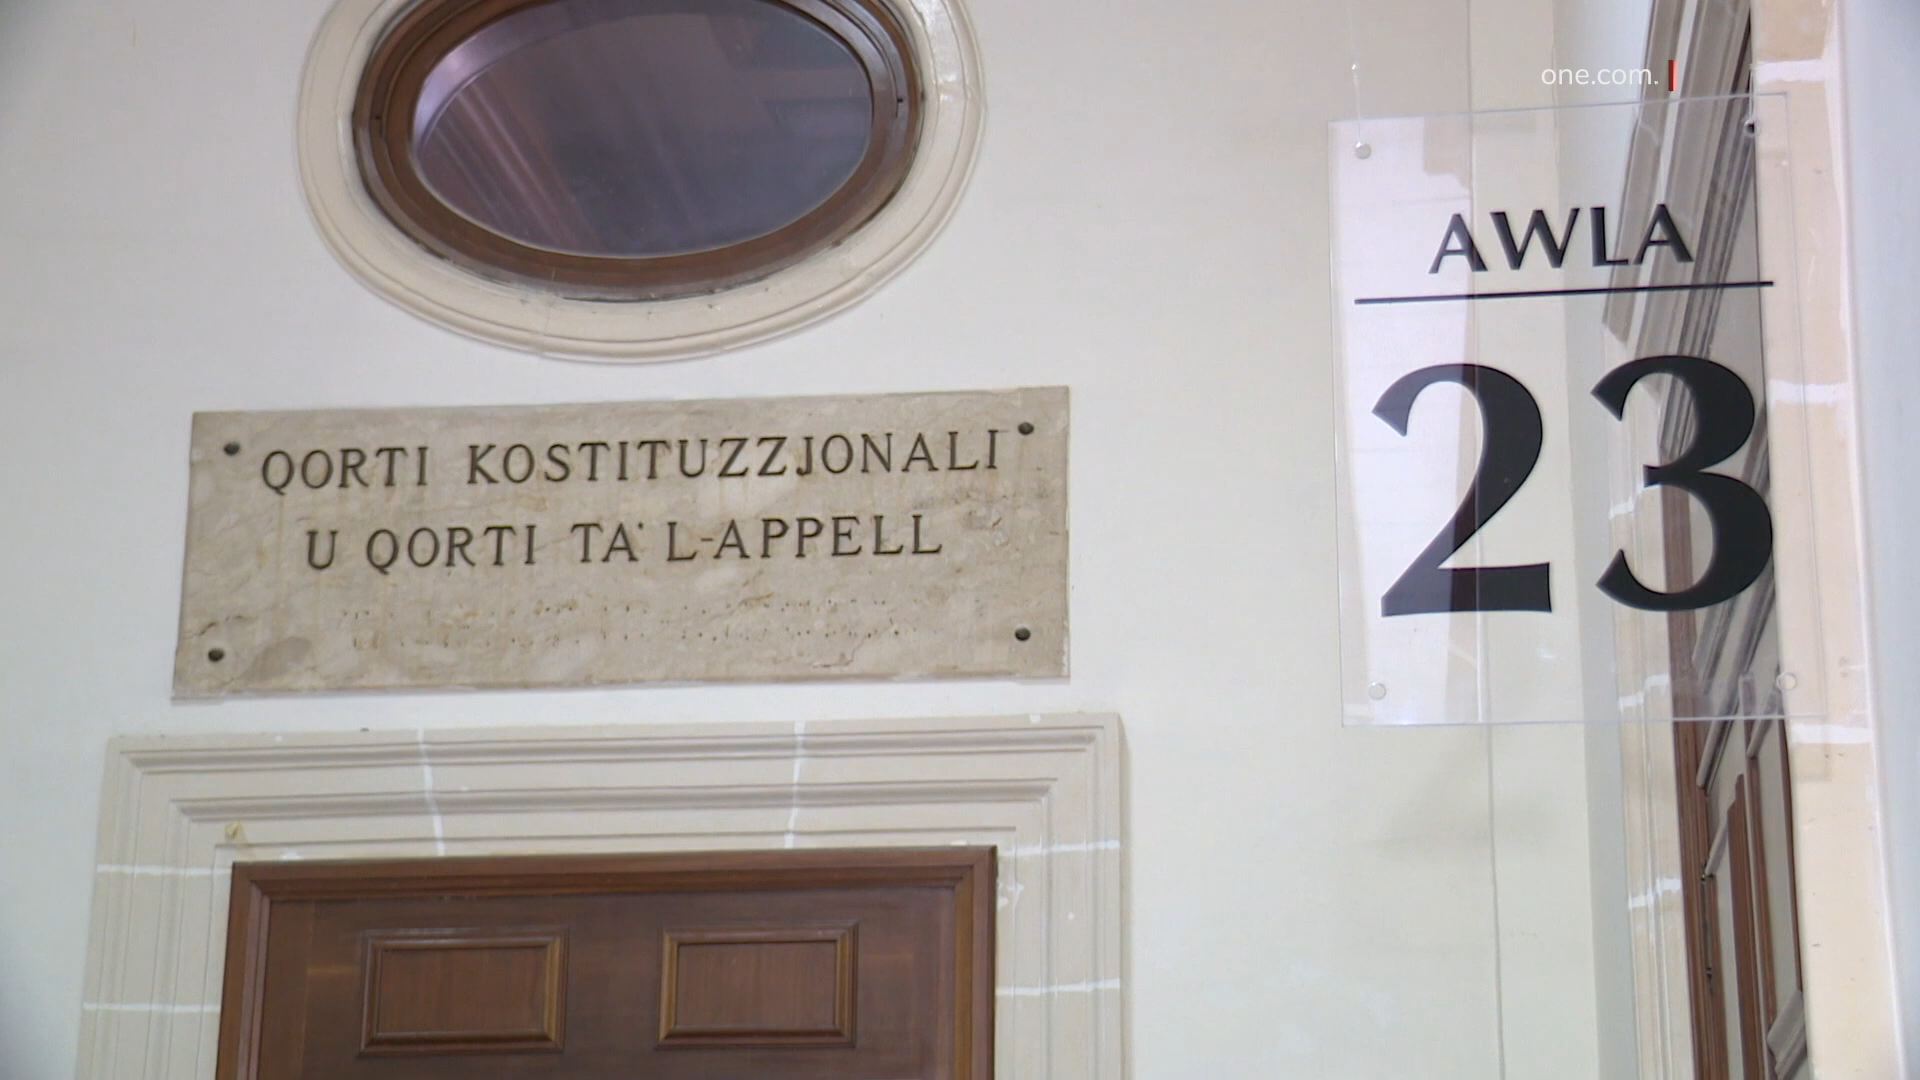 one.com.
AWLA
23
QORTI KOSTITUZZJONALI
U QORTI TA' L-APPELL